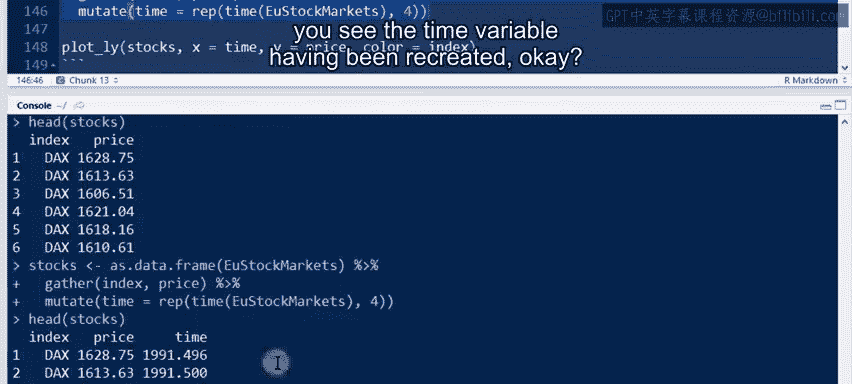 146 mutate(time = rep(time(EuStockMarkets), 4))
GPT中英字幕课程资源@bilibili.com
147
you see the time variable
148 plot_ly(stocks, x = time, y = price, color = index)
having been recreated, okay?
149 ```
146:46 Chunk 13 R Markdown
Console ~/
> head(stocks)
index price
1 DAX 1628.75
2 DAX 1613.63
3 DAX 1606.51
4 DAX 1621.04
5 DAX 1618.16
6 DAX 1610.61
> stocks <- as.data.frame(EuStockMarkets) %>%
+ gather(index, price) %>%
+ mutate(time = rep(time(EuStockMarkets), 4))
> head(stocks)
index price time
1 DAX 1628.75 1991.496
2 DAX 1613.63 1991.500